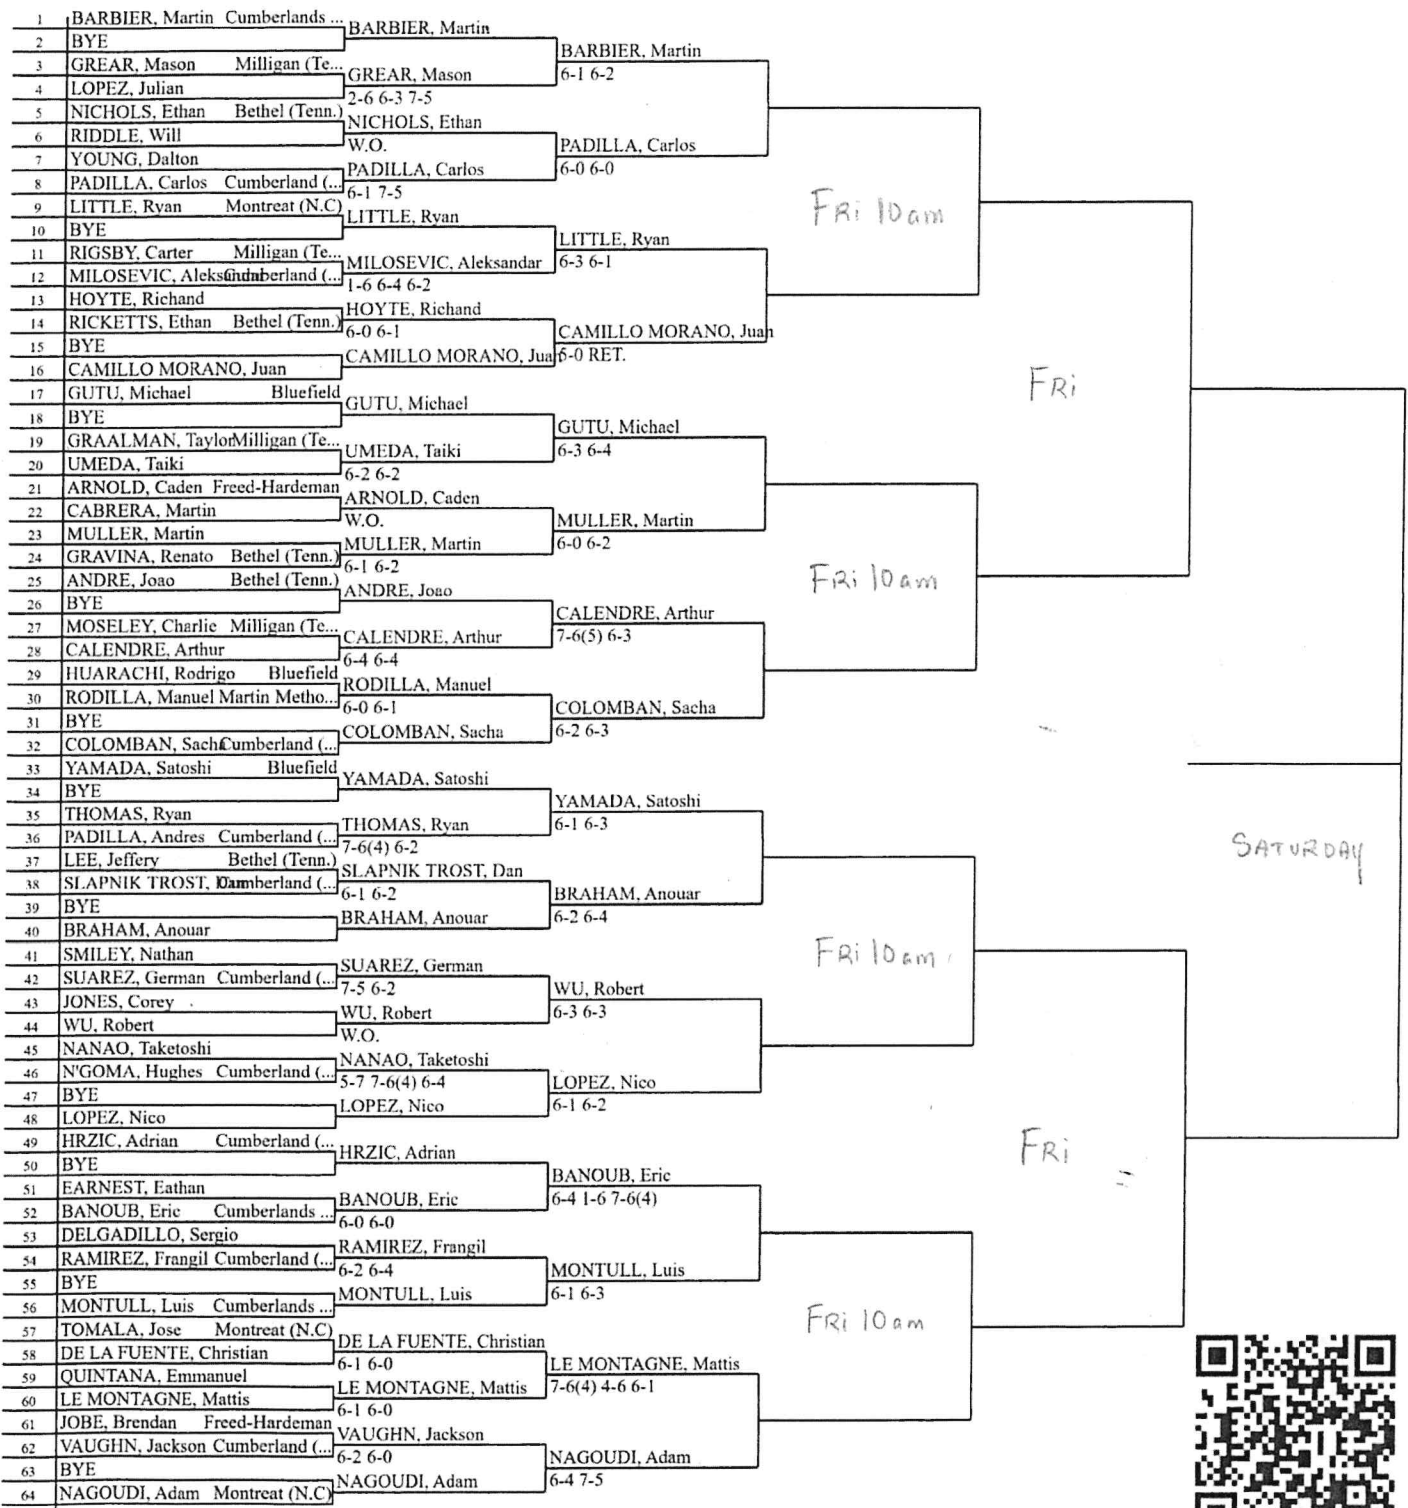 1 BARBIER, Martin Cumberlands ...
2 BYE
3 GREAR, Mason Milligan (Te...
4 LOPEZ, Julian
5 NICHOLS, Ethan Bethel (Tenn.)
6 RIDDLE, Will
7 YOUNG, Dalton
8 PADILLA, Carlos Cumberland (...
9 LITTLE, Ryan Montreat (N.C)
10 BYE
11 RIGSBY, Carter Milligan (Te...
12 MILOSEVIC, Aleksandar Cumberland (...
13 HOYTE, Richand
14 RICKETTS, Ethan Bethel (Tenn.)
15 BYE
16 CAMILLO MORANO, Juan
17 GUTU, Michael Bluefield
18 BYE
19 GRAALMAN, Taylor Milligan (Te...
20 UMEDA, Taiki
21 ARNOLD, Caden Freed-Hardeman
22 CABRERA, Martin
23 MULLER, Martin
24 GRAVINA, Renato Bethel (Tenn.)
25 ANDRE, Joao Bethel (Tenn.)
26 BYE
27 MOSELEY, Charlie Milligan (Te...
28 CALENDRE, Arthur
29 HUARACHI, Rodrigo Bluefield
30 RODILLA, Manuel Martin Metho...
31 BYE
32 COLOMBAN, Sacha Cumberland (...
33 YAMADA, Satoshi Bluefield
34 BYE
35 THOMAS, Ryan
36 PADILLA, Andres Cumberland (...
37 LEE, Jeffery Bethel (Tenn.)
38 SLAPNIK TROST, Dan Cumberland (...
39 BYE
40 BRAHAM, Anouar
41 SMILEY, Nathan
42 SUAREZ, German Cumberland (...
43 JONES, Corey
44 WU, Robert
45 NANAO, Taketoshi
46 N'GOMA, Hughes Cumberland (...
47 BYE
48 LOPEZ, Nico
49 HRZIC, Adrian Cumberland (...
50 BYE
51 EARNEST, Eathan
52 BANOUB, Eric Cumberlands ...
53 DELGADILLO, Sergio
54 RAMIREZ, Frangil Cumberland (...
55 BYE
56 MONTULL, Luis Cumberlands ...
57 TOMALA, Jose Montreat (N.C)
58 DE LA FUENTE, Christian
59 QUINTANA, Emmanuel
60 LE MONTAGNE, Mattis
61 JOBE, Brendan Freed-Hardeman
62 VAUGHN, Jackson Cumberland (...
63 BYE
64 NAGOUDI, Adam Montreat (N.C)
BARBIER, Martin
GREAR, Mason
2-6 6-3 7-5
NICHOLS, Ethan
W.O.
PADILLA, Carlos
6-1 7-5
LITTLE, Ryan
MILOSEVIC, Aleksandar
1-6 6-4 6-2
HOYTE, Richand
6-0 6-1
CAMILLO MORANO, Juan
GUTU, Michael
UMEDA, Taiki
6-2 6-2
ARNOLD, Caden
W.O.
MULLER, Martin
6-1 6-2
ANDRE, Joao
CALENDRE, Arthur
6-4 6-4
RODILLA, Manuel
6-0 6-1
COLOMBAN, Sacha
YAMADA, Satoshi
THOMAS, Ryan
7-6(4) 6-2
SLAPNIK TROST, Dan
6-1 6-2
BRAHAM, Anouar
SUAREZ, German
7-5 6-2
WU, Robert
W.O.
NANAO, Taketoshi
5-7 7-6(4) 6-4
LOPEZ, Nico
HRZIC, Adrian
BANOUB, Eric
6-0 6-0
RAMIREZ, Frangil
6-2 6-4
MONTULL, Luis
DE LA FUENTE, Christian
6-1 6-0
LE MONTAGNE, Mattis
6-1 6-0
VAUGHN, Jackson
6-2 6-0
NAGOUDI, Adam
BARBIER, Martin
6-1 6-2
PADILLA, Carlos
6-0 6-0
LITTLE, Ryan
6-3 6-1
CAMILLO MORANO, Juan
5-0 RET.
GUTU, Michael
6-3 6-4
MULLER, Martin
6-0 6-2
CALENDRE, Arthur
7-6(5) 6-3
COLOMBAN, Sacha
6-2 6-3
YAMADA, Satoshi
6-1 6-3
BRAHAM, Anouar
6-2 6-4
WU, Robert
6-3 6-3
LOPEZ, Nico
6-1 6-2
BANOUB, Eric
6-4 1-6 7-6(4)
MONTULL, Luis
6-1 6-3
LE MONTAGNE, Mattis
7-6(4) 4-6 6-1
NAGOUDI, Adam
6-4 7-5
FRi 10am
FRi 10am
FRi 10am
FRi 10am
FRi
FRi
SATURDAY